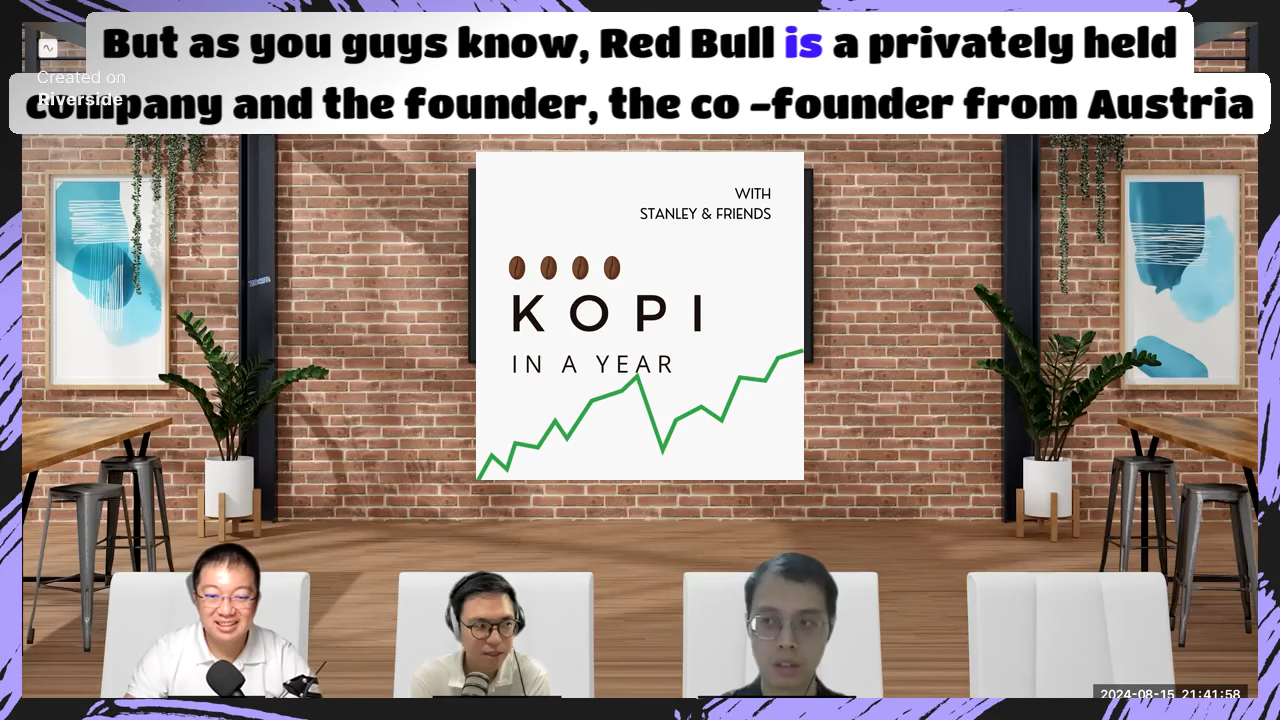 But as you guys know, Red Bull is a privately held
company and the founder, the co -founder from Austria
Created on
Riverside
WITH
STANLEY & FRIENDS
KOPI
IN A YEAR
2024-08-15 21:41:58